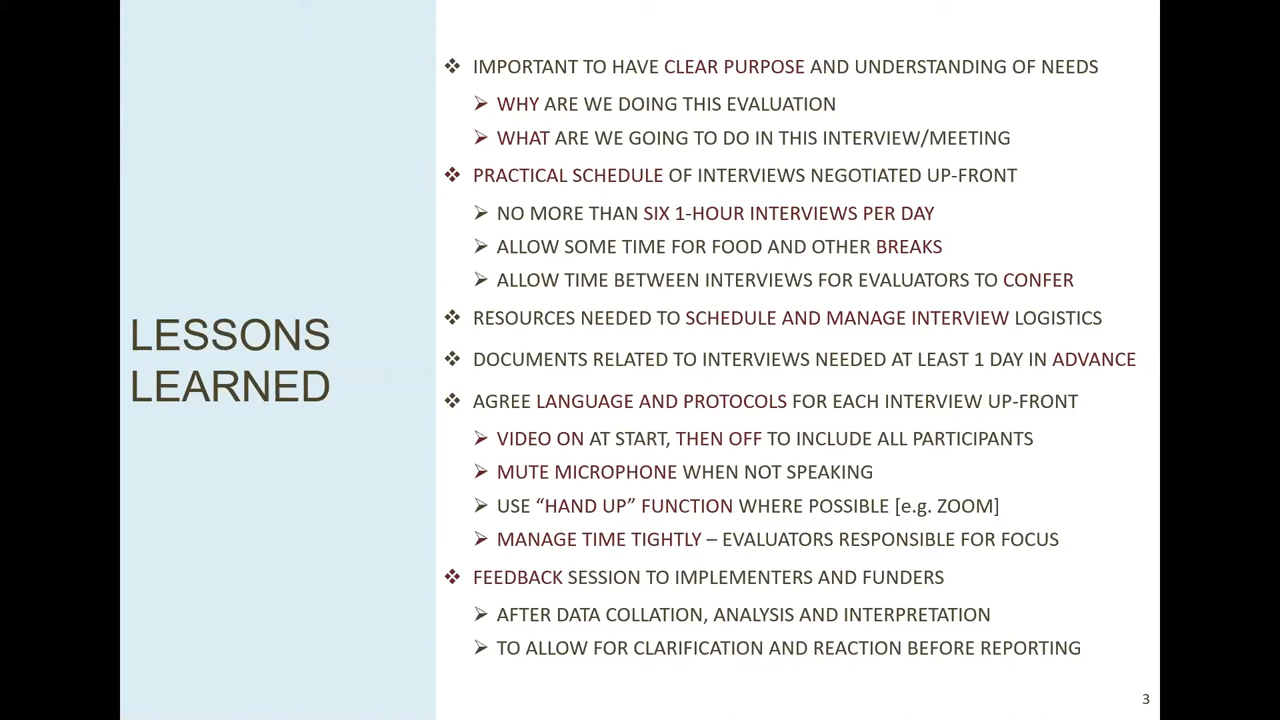 LESSONS
LEARNED
❖ IMPORTANT TO HAVE CLEAR PURPOSE AND UNDERSTANDING OF NEEDS
➢ WHY ARE WE DOING THIS EVALUATION
➢ WHAT ARE WE GOING TO DO IN THIS INTERVIEW/MEETING
❖ PRACTICAL SCHEDULE OF INTERVIEWS NEGOTIATED UP-FRONT
➢ NO MORE THAN SIX 1-HOUR INTERVIEWS PER DAY
➢ ALLOW SOME TIME FOR FOOD AND OTHER BREAKS
➢ ALLOW TIME BETWEEN INTERVIEWS FOR EVALUATORS TO CONFER
❖ RESOURCES NEEDED TO SCHEDULE AND MANAGE INTERVIEW LOGISTICS
❖ DOCUMENTS RELATED TO INTERVIEWS NEEDED AT LEAST 1 DAY IN ADVANCE
❖ AGREE LANGUAGE AND PROTOCOLS FOR EACH INTERVIEW UP-FRONT
➢ VIDEO ON AT START, THEN OFF TO INCLUDE ALL PARTICIPANTS
➢ MUTE MICROPHONE WHEN NOT SPEAKING
➢ USE “HAND UP” FUNCTION WHERE POSSIBLE [e.g. ZOOM]
➢ MANAGE TIME TIGHTLY – EVALUATORS RESPONSIBLE FOR FOCUS
❖ FEEDBACK SESSION TO IMPLEMENTERS AND FUNDERS
➢ AFTER DATA COLLATION, ANALYSIS AND INTERPRETATION
➢ TO ALLOW FOR CLARIFICATION AND REACTION BEFORE REPORTING
3